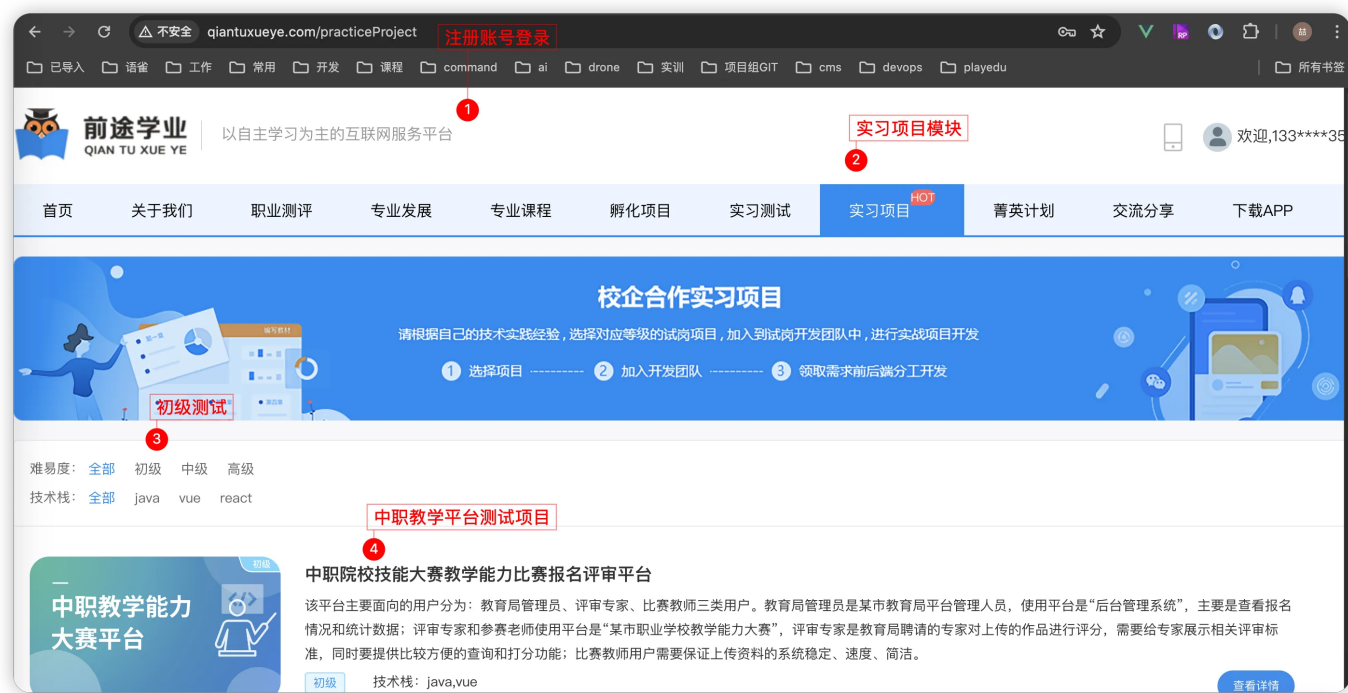 不安全 qiantuxueye.com/practiceProject
注册账号登录
已导入 语雀 工作 常用 开发 课程 command ai drone 实训 项目组GIT cms devops playedu 所有书签
1
前途学业
QIAN TU XUE YE
以自主学习为主的互联网服务平台
实习项目模块
2
欢迎,133****35
首页 关于我们 职业测评 专业发展 专业课程 孵化项目 实习测试 实习项目 HOT 菁英计划 交流分享 下载APP
校企合作实习项目
编写教材
第一章
请根据自己的技术实践经验,选择对应等级的试岗项目,加入到试岗开发团队中,进行实战项目开发
1 选择项目 ---------- 2 加入开发团队 ---------- 3 领取需求前后端分工开发
初级测试
第四章
3
难易度: 全部 初级 中级 高级
技术栈: 全部 java vue react
中职教学平台测试项目
4
初级
中职教学能力
大赛平台
</>
中职院校技能大赛教学能力比赛报名评审平台
该平台主要面向的用户分为：教育局管理员、评审专家、比赛教师三类用户。教育局管理员是某市教育局平台管理人员，使用平台是“后台管理系统”，主要是查看报名
情况和统计数据；评审专家和参赛老师使用平台是“某市职业学校教学能力大赛”，评审专家是教育局聘请的专家对上传的作品进行评分，需要给专家展示相关评审标
准，同时要提供比较方便的查询和打分功能；比赛教师用户需要保证上传资料的系统稳定、速度、简洁。
初级 技术栈：java,vue
查看详情